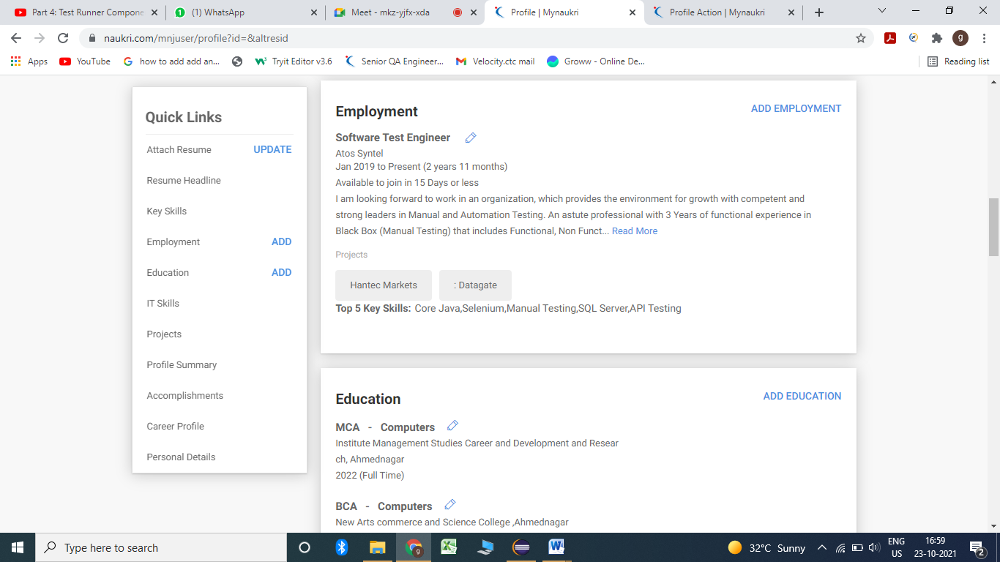 Part 4: Test Runner Compone
(1) WhatsApp
Meet - mkz-yjfx-xda
Profile | Mynaukri
Profile Action | Mynaukri
naukri.com/mnjuser/profile?id=&altresid
g
Apps
YouTube
how to add add an...
Tryit Editor v3.6
Senior QA Engineer...
Velocity.ctc mail
Groww - Online De...
Reading list
Quick Links
Attach Resume UPDATE
Resume Headline
Key Skills
Employment ADD
Education ADD
IT Skills
Projects
Profile Summary
Accomplishments
Career Profile
Personal Details
Employment ADD EMPLOYMENT
Software Test Engineer
Atos Syntel
Jan 2019 to Present (2 years 11 months)
Available to join in 15 Days or less
I am looking forward to work in an organization, which provides the environment for growth with competent and
strong leaders in Manual and Automation Testing. An astute professional with 3 Years of functional experience in
Black Box (Manual Testing) that includes Functional, Non Funct... Read More
Projects
Hantec Markets : Datagate
Top 5 Key Skills: Core Java,Selenium,Manual Testing,SQL Server,API Testing
Education ADD EDUCATION
MCA - Computers
Institute Management Studies Career and Development and Resear
ch, Ahmednagar
2022 (Full Time)
BCA - Computers
New Arts commerce and Science College ,Ahmednagar
Type here to search
32°C Sunny
ENG
US
16:59
23-10-2021
2